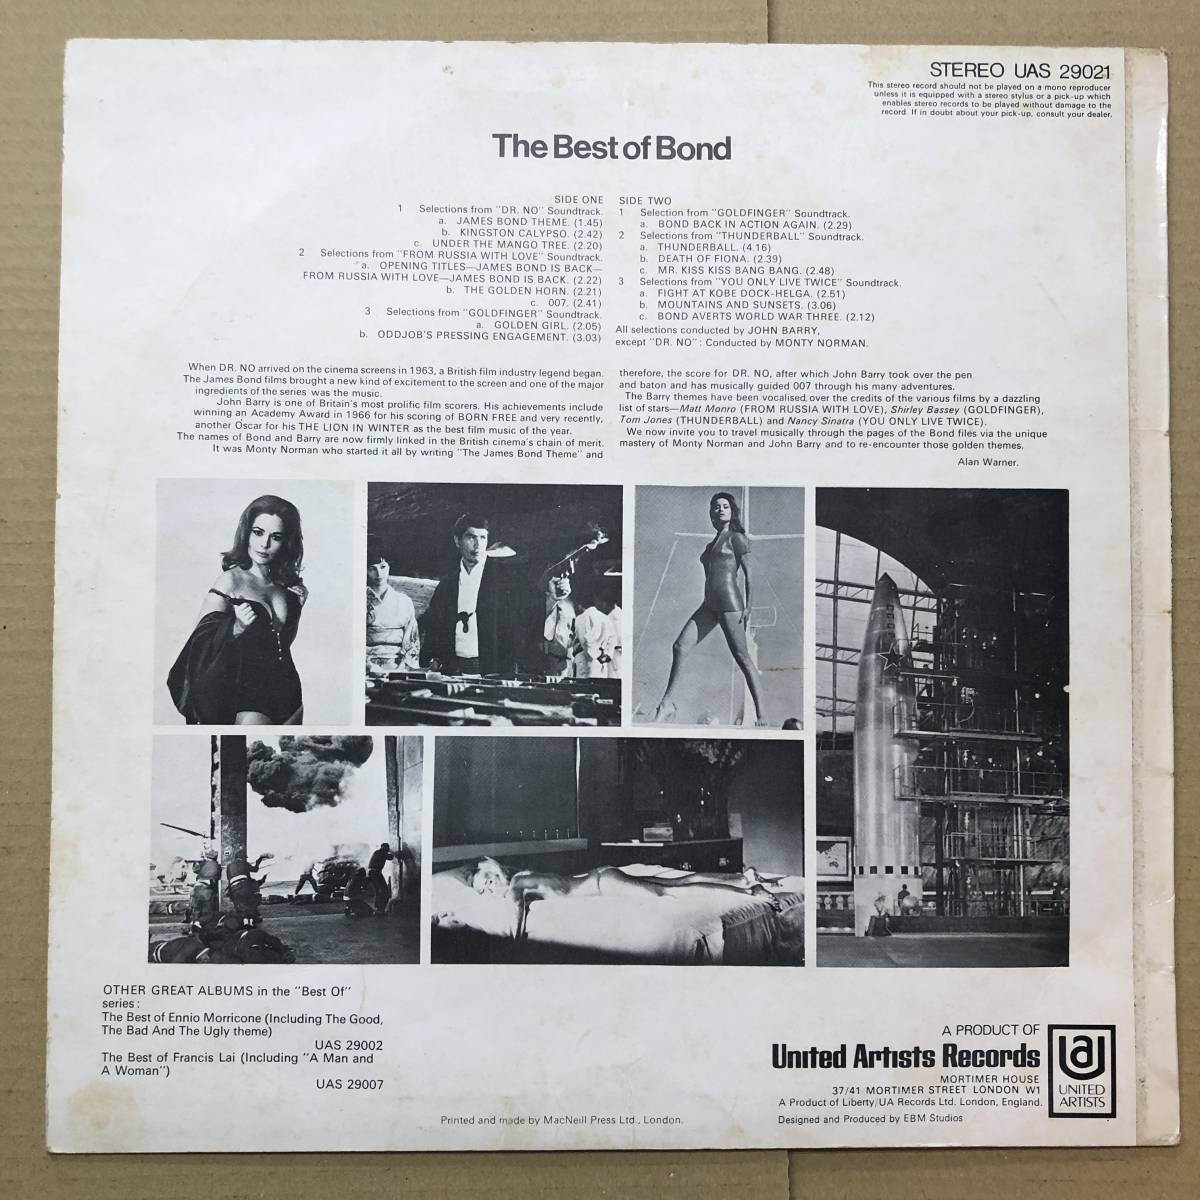 STEREO UAS 29021
This stereo record should not be played on a mono reproducer
unless it is equipped with a stereo stylus or a pick-up which
enables stereo records to be played without damage to the
record. If in doubt about your pick-up, consult your dealer.
The Best of Bond
SIDE ONE
1 Selections from "DR. NO" Soundtrack.
a. JAMES BOND THEME. (1.45)
b. KINGSTON CALYPSO. (2.42)
c. UNDER THE MANGO TREE. (2.20)
2 Selections from "FROM RUSSIA WITH LOVE" Soundtrack.
a. OPENING TITLES—JAMES BOND IS BACK—
FROM RUSSIA WITH LOVE—JAMES BOND IS BACK. (2.22)
b. THE GOLDEN HORN. (2.21)
c. 007. (2.41)
3 Selections from "GOLDFINGER" Soundtrack.
a. GOLDEN GIRL. (2.05)
b. ODDJOB'S PRESSING ENGAGEMENT. (3.03)
SIDE TWO
1 Selection from "GOLDFINGER" Soundtrack.
a. BOND BACK IN ACTION AGAIN. (2.29)
2 Selections from "THUNDERBALL" Soundtrack.
a. THUNDERBALL. (4.16)
b. DEATH OF FIONA. (2.39)
c. MR. KISS KISS BANG BANG. (2.48)
3 Selections from "YOU ONLY LIVE TWICE" Soundtrack.
a. FIGHT AT KOBE DOCK-HELGA. (2.51)
b. MOUNTAINS AND SUNSETS. (3.06)
c. BOND AVERTS WORLD WAR THREE. (2.12)
All selections conducted by JOHN BARRY,
except "DR. NO" : Conducted by MONTY NORMAN.
When DR. NO arrived on the cinema screens in 1963, a British film industry legend began.
The James Bond films brought a new kind of excitement to the screen and one of the major
ingredients of the series was the music.
John Barry is one of Britain's most prolific film scorers. His achievements include
winning an Academy Award in 1966 for his scoring of BORN FREE and very recently,
another Oscar for his THE LION IN WINTER as the best film music of the year.
The names of Bond and Barry are now firmly linked in the British cinema's chain of merit.
It was Monty Norman who started it all by writing "The James Bond Theme" and
therefore, the score for DR. NO, after which John Barry took over the pen
and baton and has musically guided 007 through his many adventures.
The Barry themes have been vocalised over the credits of the various films by a dazzling
list of stars—Matt Monro (FROM RUSSIA WITH LOVE), Shirley Bassey (GOLDFINGER),
Tom Jones (THUNDERBALL) and Nancy Sinatra (YOU ONLY LIVE TWICE).
We now invite you to travel musically through the pages of the Bond files via the unique
mastery of Monty Norman and John Barry and to re-encounter those golden themes.
Alan Warner.
OTHER GREAT ALBUMS in the "Best Of"
series :
The Best of Ennio Morricone (Including The Good,
The Bad And The Ugly theme)
UAS 29002
The Best of Francis Lai (Including "A Man and
A Woman")
UAS 29007
Printed and made by MacNeill Press Ltd., London.
A PRODUCT OF
United Artists Records
MORTIMER HOUSE
37/41 MORTIMER STREET LONDON W1
A Product of Liberty/UA Records Ltd. London, England.
Designed and Produced by EBM Studios
UA
UNITED
ARTISTS